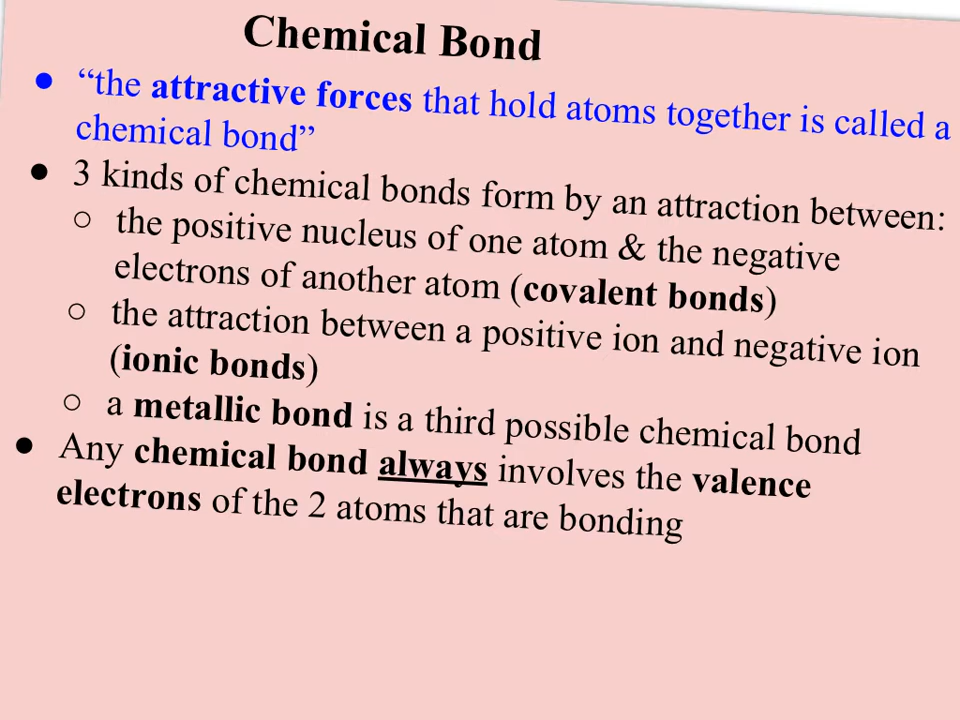 Chemical Bond
● “the attractive forces that hold atoms together is called a
chemical bond”
● 3 kinds of chemical bonds form by an attraction between:
○ the positive nucleus of one atom & the negative
electrons of another atom (covalent bonds)
○ the attraction between a positive ion and negative ion
(ionic bonds)
○ a metallic bond is a third possible chemical bond
● Any chemical bond always involves the valence
electrons of the 2 atoms that are bonding